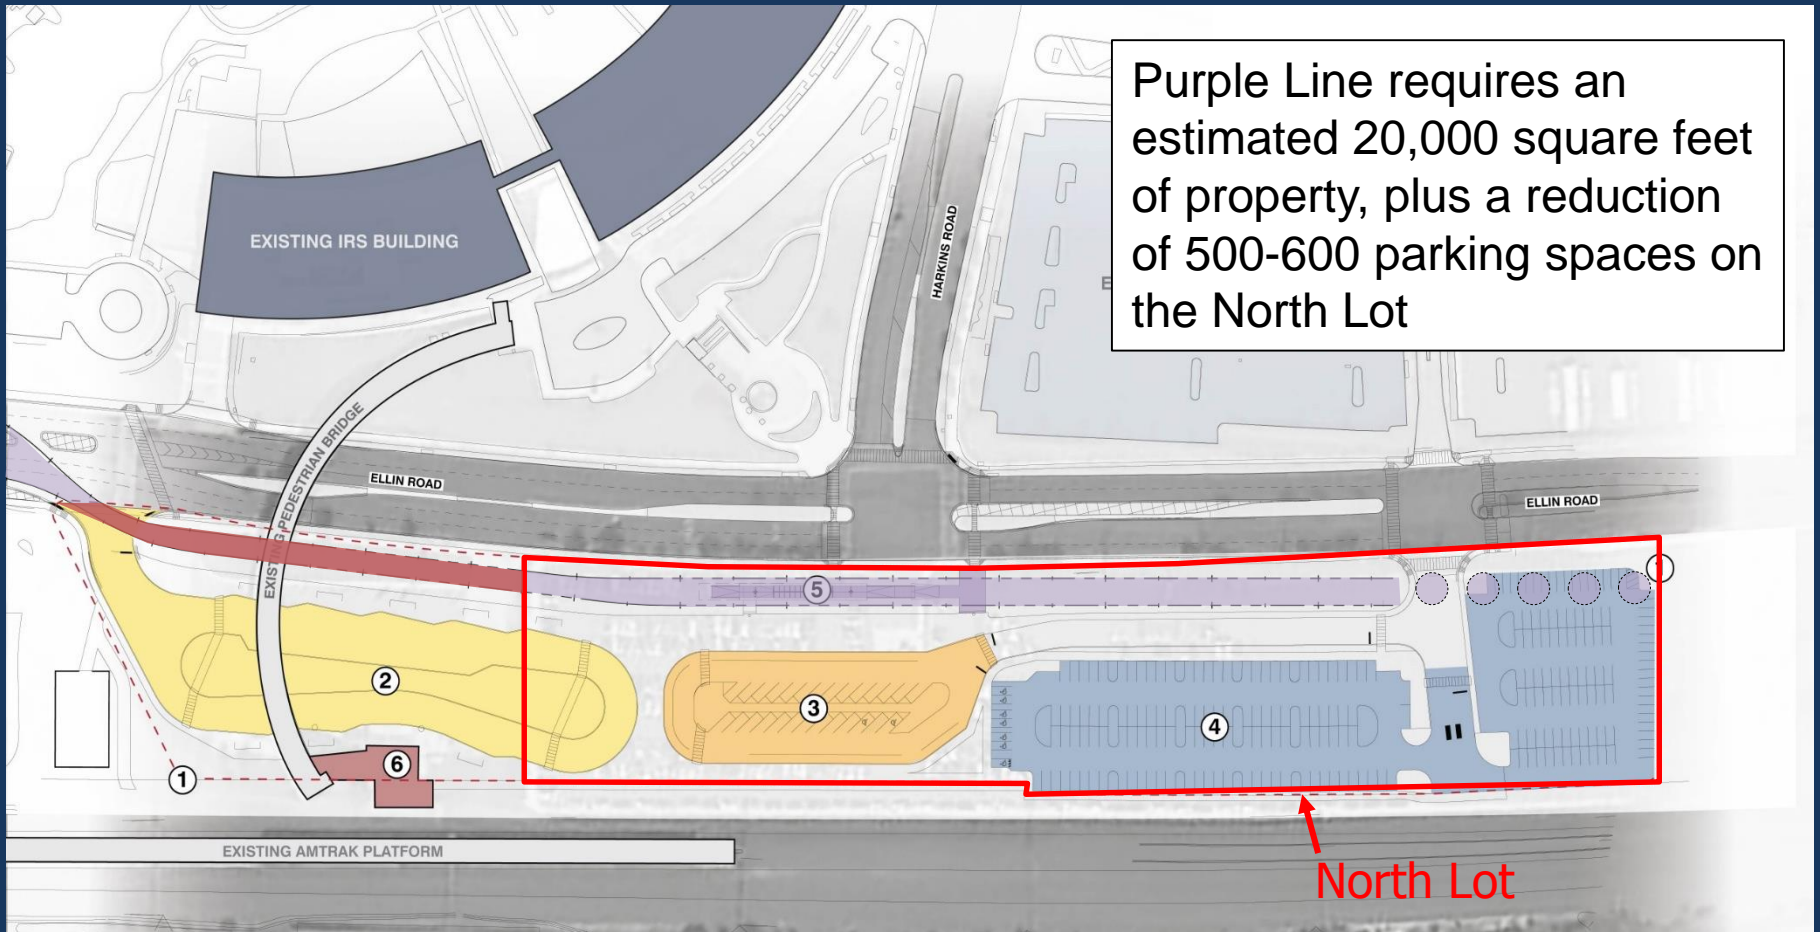 Purple Line requires an
estimated 20,000 square feet
of property, plus a reduction
of 500-600 parking spaces on
the North Lot
EXISTING IRS BUILDING
HARKINS ROAD
EXISTING PEDESTRIAN BRIDGE
ELLIN ROAD
ELLIN ROAD
5
1
2
3
4
6
1
EXISTING AMTRAK PLATFORM
North Lot